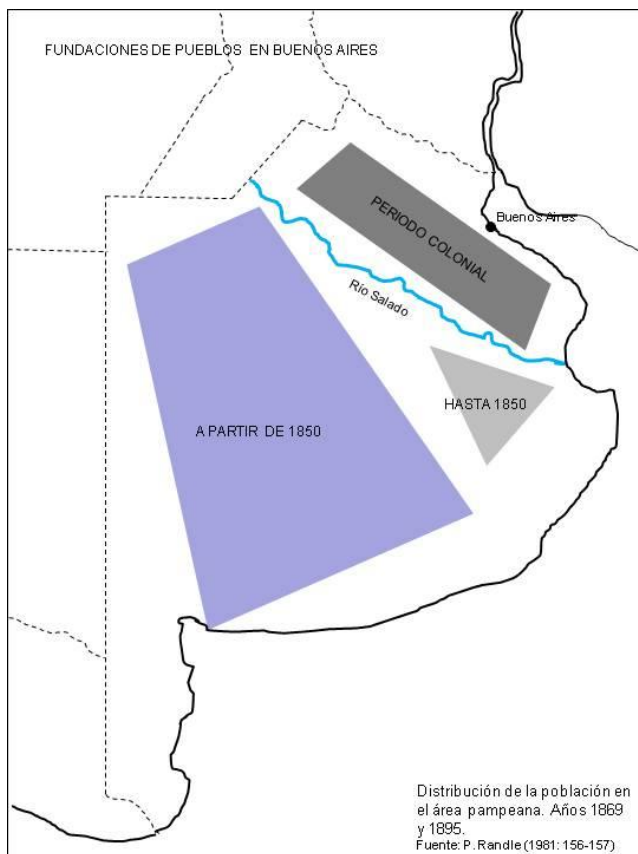 FUNDACIONES DE PUEBLOS EN BUENOS AIRES
Buenos Aires
PERIODO COLONIAL
Río Salado
HASTA 1850
A PARTIR DE 1850
Distribución de la población en
el área pampeana. Años 1869
y 1895.
Fuente: P. Randle (1981: 156-157)